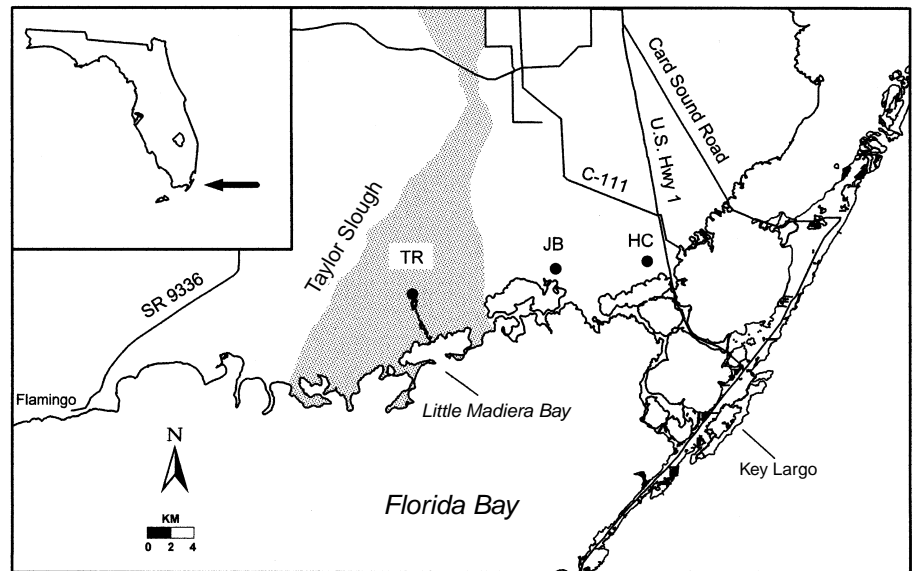 Card Sound Road
U.S. Hwy 1
C-111
Taylor Slough
TR
JB
HC
SR 9336
Flamingo
Little Madiera Bay
Key Largo
N
KM
0 2 4
Florida Bay